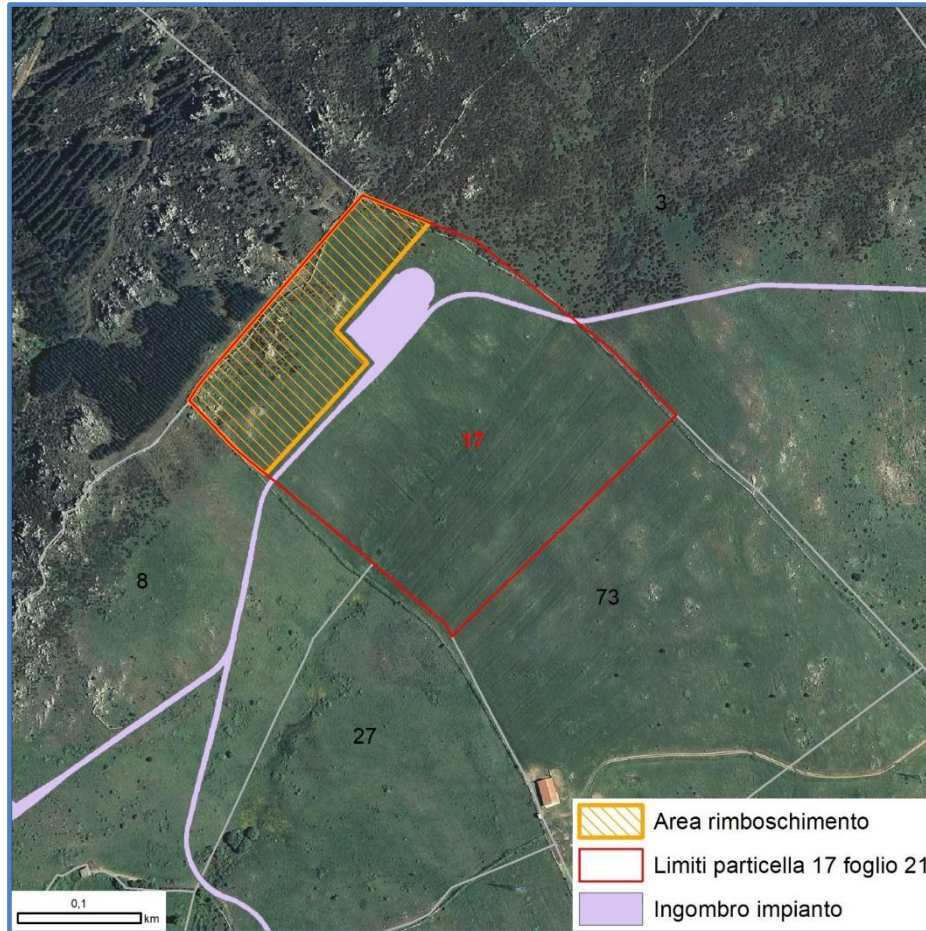 3
17
8
73
27
Area rimboschimento
Limiti particella 17 foglio 21
Ingombro impianto
0,1
km